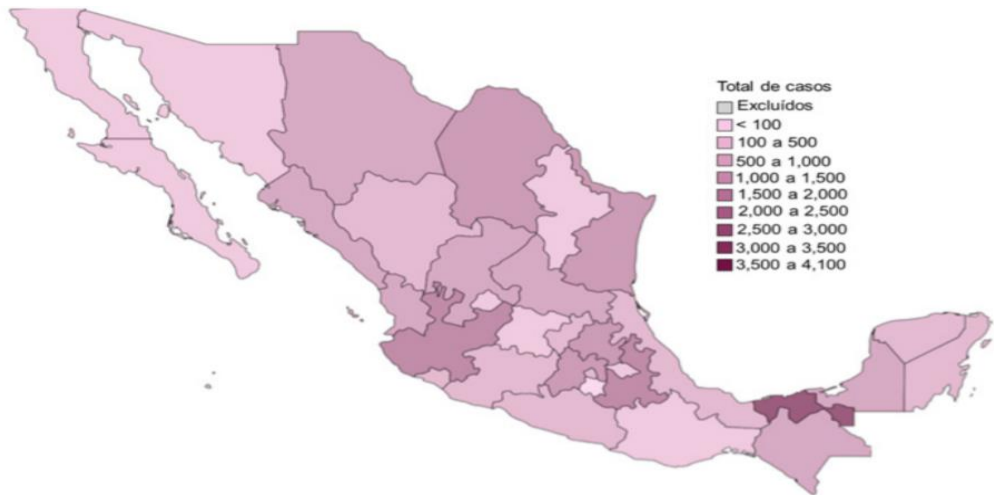 Total de casos
Excluídos
< 100
100 a 500
500 a 1,000
1,000 a 1,500
1,500 a 2,000
2,000 a 2,500
2,500 a 3,000
3,000 a 3,500
3,500 a 4,100